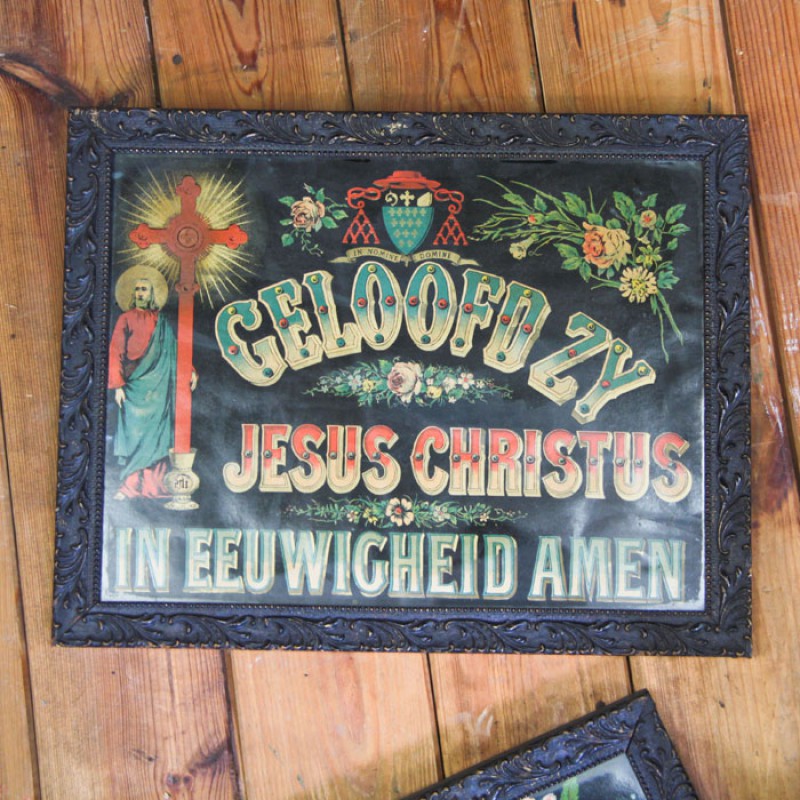 IN NOMINE DOMINI
GELOOFD ZY
JESUS CHRISTUS
IN EEUWIGHEID AMEN